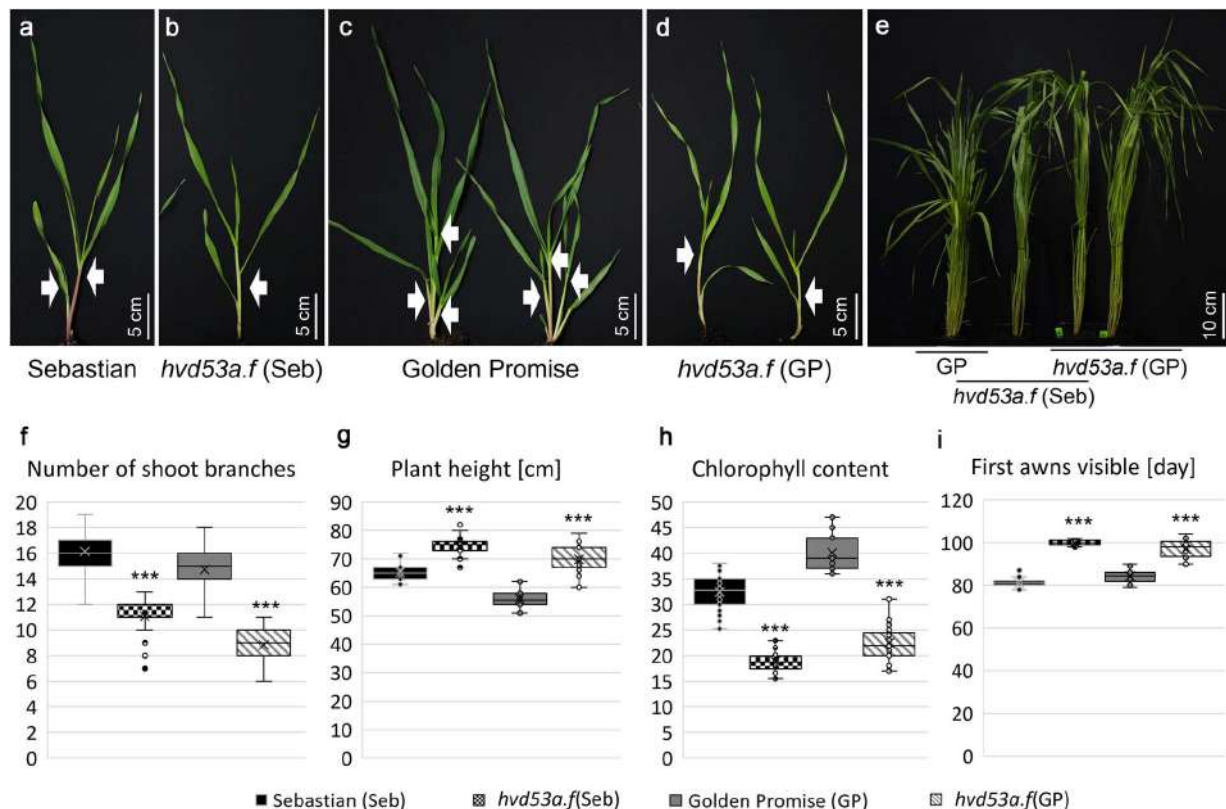 a
b
c
d
e
5 cm
5 cm
5 cm
5 cm
10 cm
Sebastian
hvd53a.f (Seb)
Golden Promise
hvd53a.f (GP)
GP
hvd53a.f (GP)
hvd53a.f (Seb)
f
g
h
i
Number of shoot branches
Plant height [cm]
Chlorophyll content
First awns visible [day]
20
18
16
14
12
10
8
6
4
2
0
***
***
90
80
70
60
50
40
30
20
10
0
***
***
50
45
40
35
30
25
20
15
10
5
0
***
***
120
100
80
60
40
20
0
***
***
Sebastian (Seb)
hvd53a.f(Seb)
Golden Promise (GP)
hvd53a.f(GP)